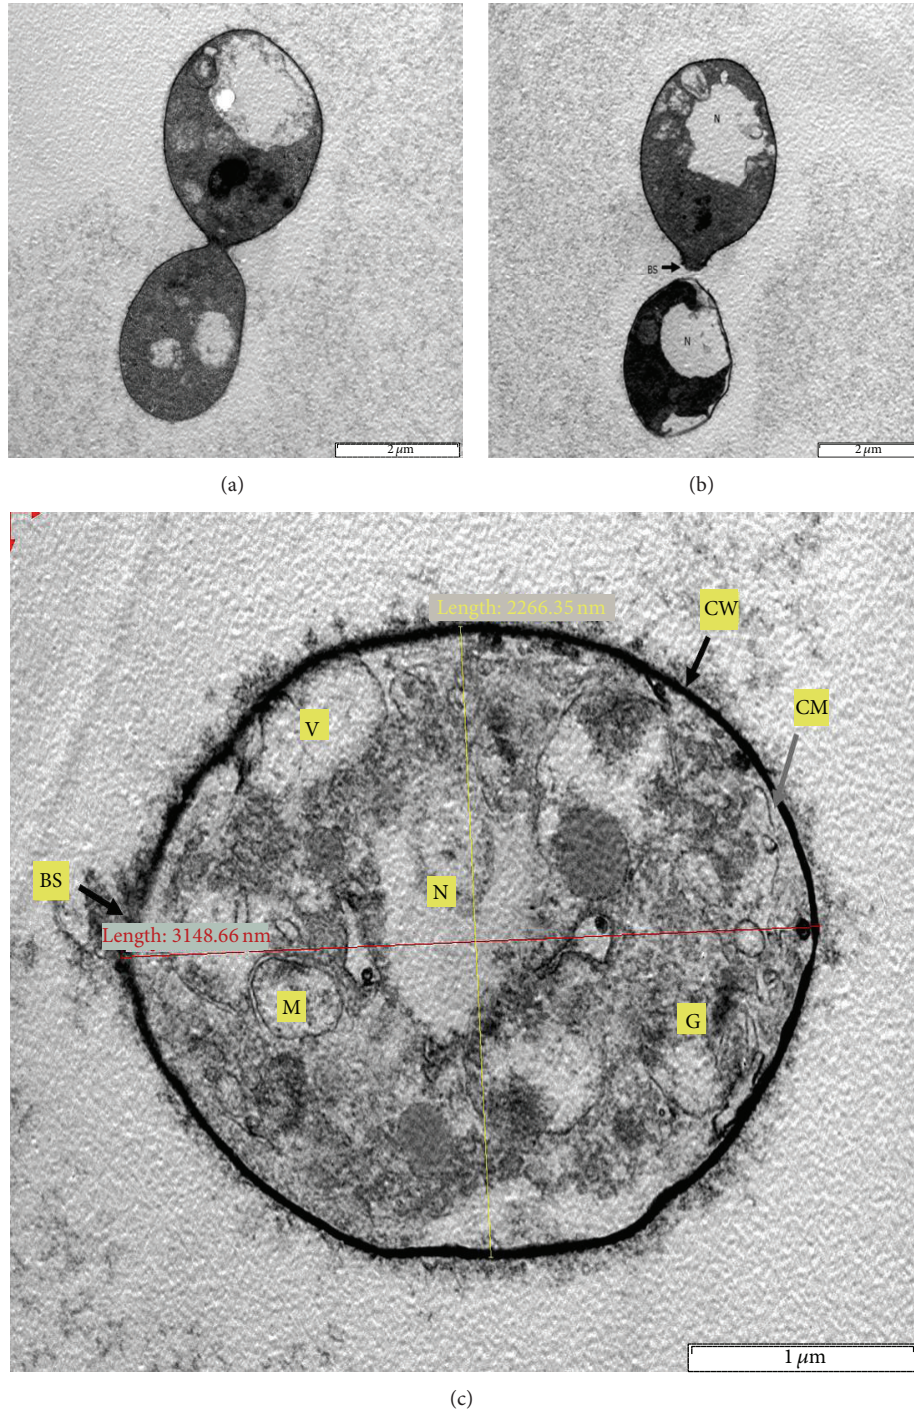 N
BS
N
2 μm
2 μm
(a)
(b)
Length: 2266.35 nm
CW
CM
V
BS
N
Length: 3148.66 nm
M
G
1 μm
(c)